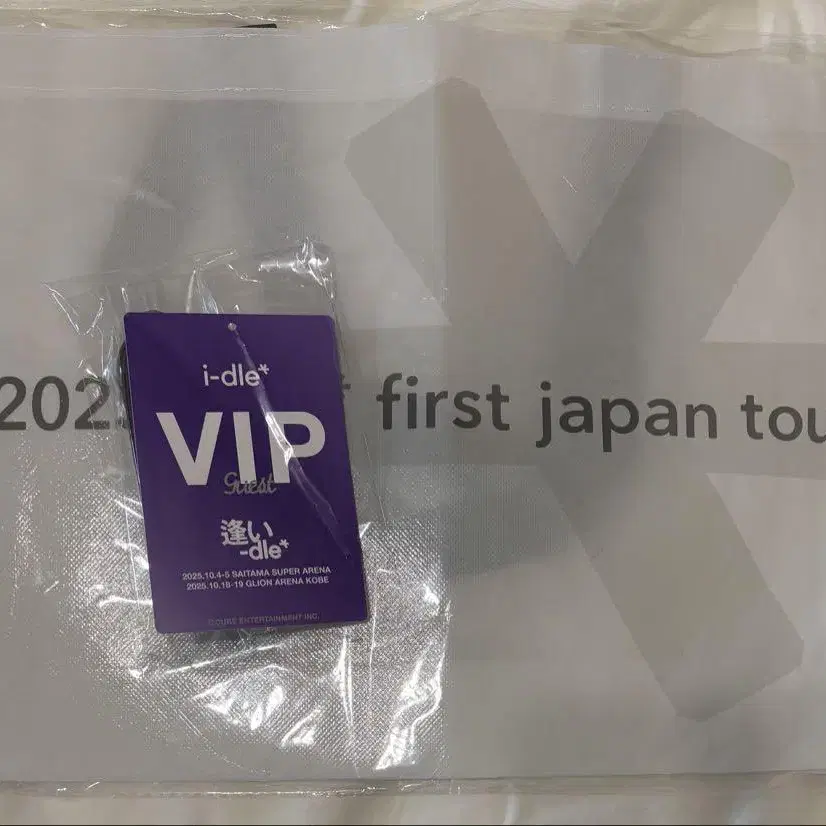 i-dle*
VIP
Guest
逢い
-dle*
2025.10.4-5 SAITAMA SUPER ARENA
2025.10.18-19 GLION ARENA KOBE
©CUBE ENTERTAINMENT INC.
202 first japan tou